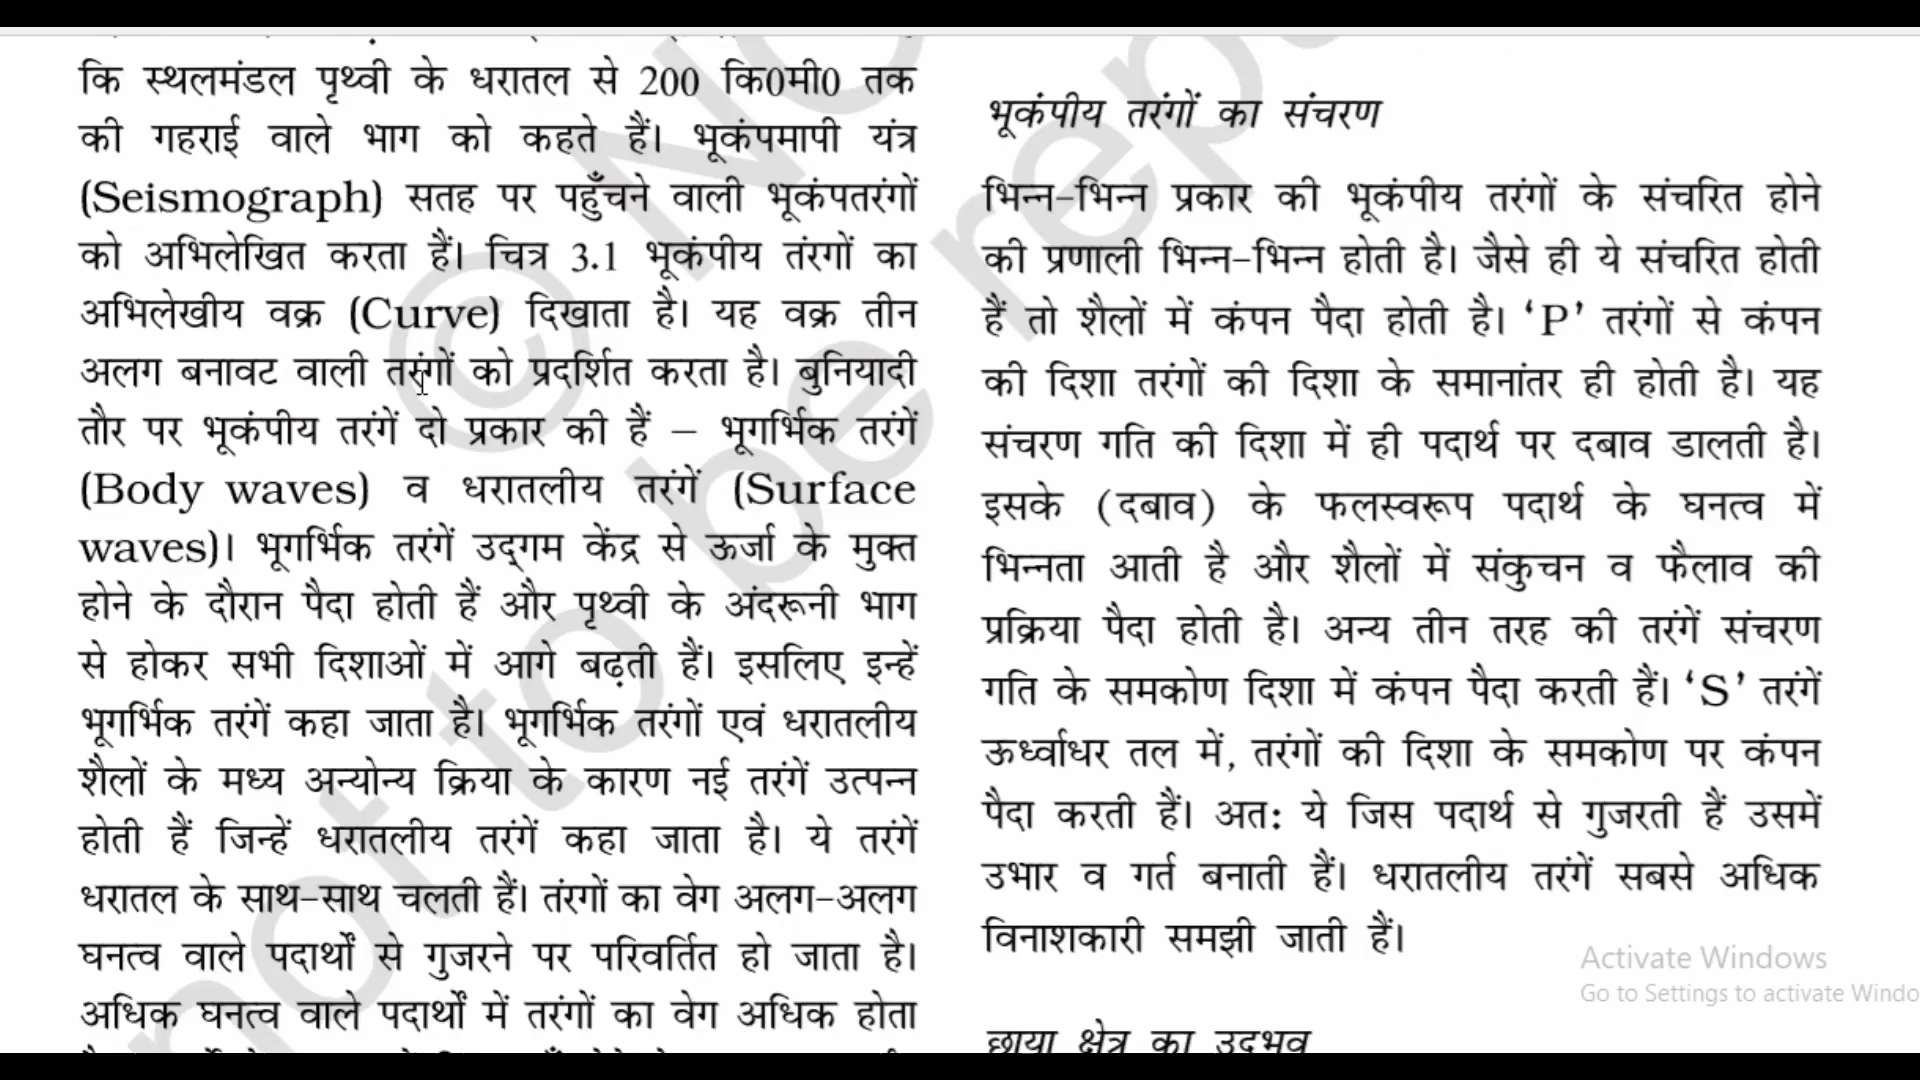 कि स्थलमंडल पृथ्वी के धरातल से 200 कि0मी0 तक
की गहराई वाले भाग को कहते हैं। भूकंपमापी यंत्र
(Seismograph) सतह पर पहुँचने वाली भूकंपतरंगों
को अभिलेखित करता हैं। चित्र 3.1 भूकंपीय तंरगों का
अभिलेखीय वक्र (Curve) दिखाता है। यह वक्र तीन
अलग बनावट वाली तरंगों को प्रदर्शित करता है। बुनियादी
तौर पर भूकंपीय तरंगें दो प्रकार की हैं – भूगर्भिक तरंगें
(Body waves) व धरातलीय तरंगें (Surface
waves)। भूगर्भिक तरंगें उद्‌गम केंद्र से ऊर्जा के मुक्त
होने के दौरान पैदा होती हैं और पृथ्वी के अंदरूनी भाग
से होकर सभी दिशाओं में आगे बढ़ती हैं। इसलिए इन्हें
भूगर्भिक तरंगें कहा जाता है। भूगर्भिक तरंगों एवं धरातलीय
शैलों के मध्य अन्योन्य क्रिया के कारण नई तरंगें उत्पन्न
होती हैं जिन्हें धरातलीय तरंगें कहा जाता है। ये तरंगें
धरातल के साथ-साथ चलती हैं। तंरगों का वेग अलग-अलग
घनत्व वाले पदार्थों से गुजरने पर परिवर्तित हो जाता है।
अधिक घनत्व वाले पदार्थों में तरंगों का वेग अधिक होता
भूकंपीय तरंगों का संचरण
भिन्न-भिन्न प्रकार की भूकंपीय तरंगों के संचरित होने
की प्रणाली भिन्न-भिन्न होती है। जैसे ही ये संचरित होती
हैं तो शैलों में कंपन पैदा होती है। ‘P’ तरंगों से कंपन
की दिशा तरंगों की दिशा के समानांतर ही होती है। यह
संचरण गति की दिशा में ही पदार्थ पर दबाव डालती है।
इसके (दबाव) के फलस्वरूप पदार्थ के घनत्व में
भिन्नता आती है और शैलों में संकुचन व फैलाव की
प्रक्रिया पैदा होती है। अन्य तीन तरह की तरंगें संचरण
गति के समकोण दिशा में कंपन पैदा करती हैं। ‘S’ तरंगें
ऊर्ध्वाधर तल में, तरंगों की दिशा के समकोण पर कंपन
पैदा करती हैं। अत: ये जिस पदार्थ से गुजरती हैं उसमें
उभार व गर्त बनाती हैं। धरातलीय तरंगें सबसे अधिक
विनाशकारी समझी जाती हैं।
छाया क्षेत्र का उदभव
Activate Windows
Go to Settings to activate Windo
© NC
not to be rep